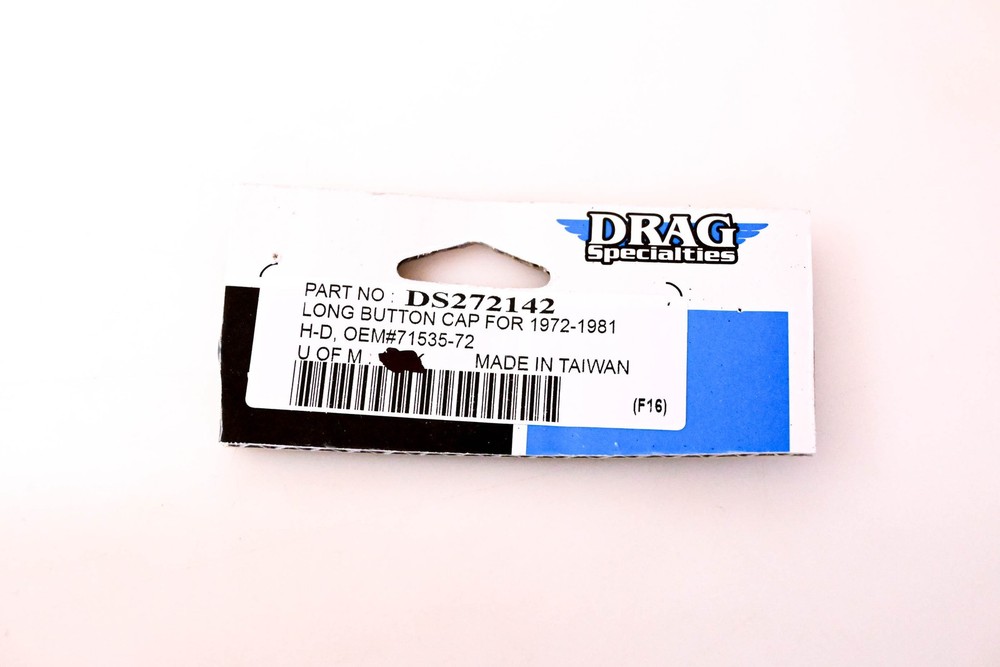 DRAG
Specialties
PART NO : DS272142
LONG BUTTON CAP FOR 1972-1981
H-D, OEM#71535-72
U OF M : MADE IN TAIWAN
(F16)